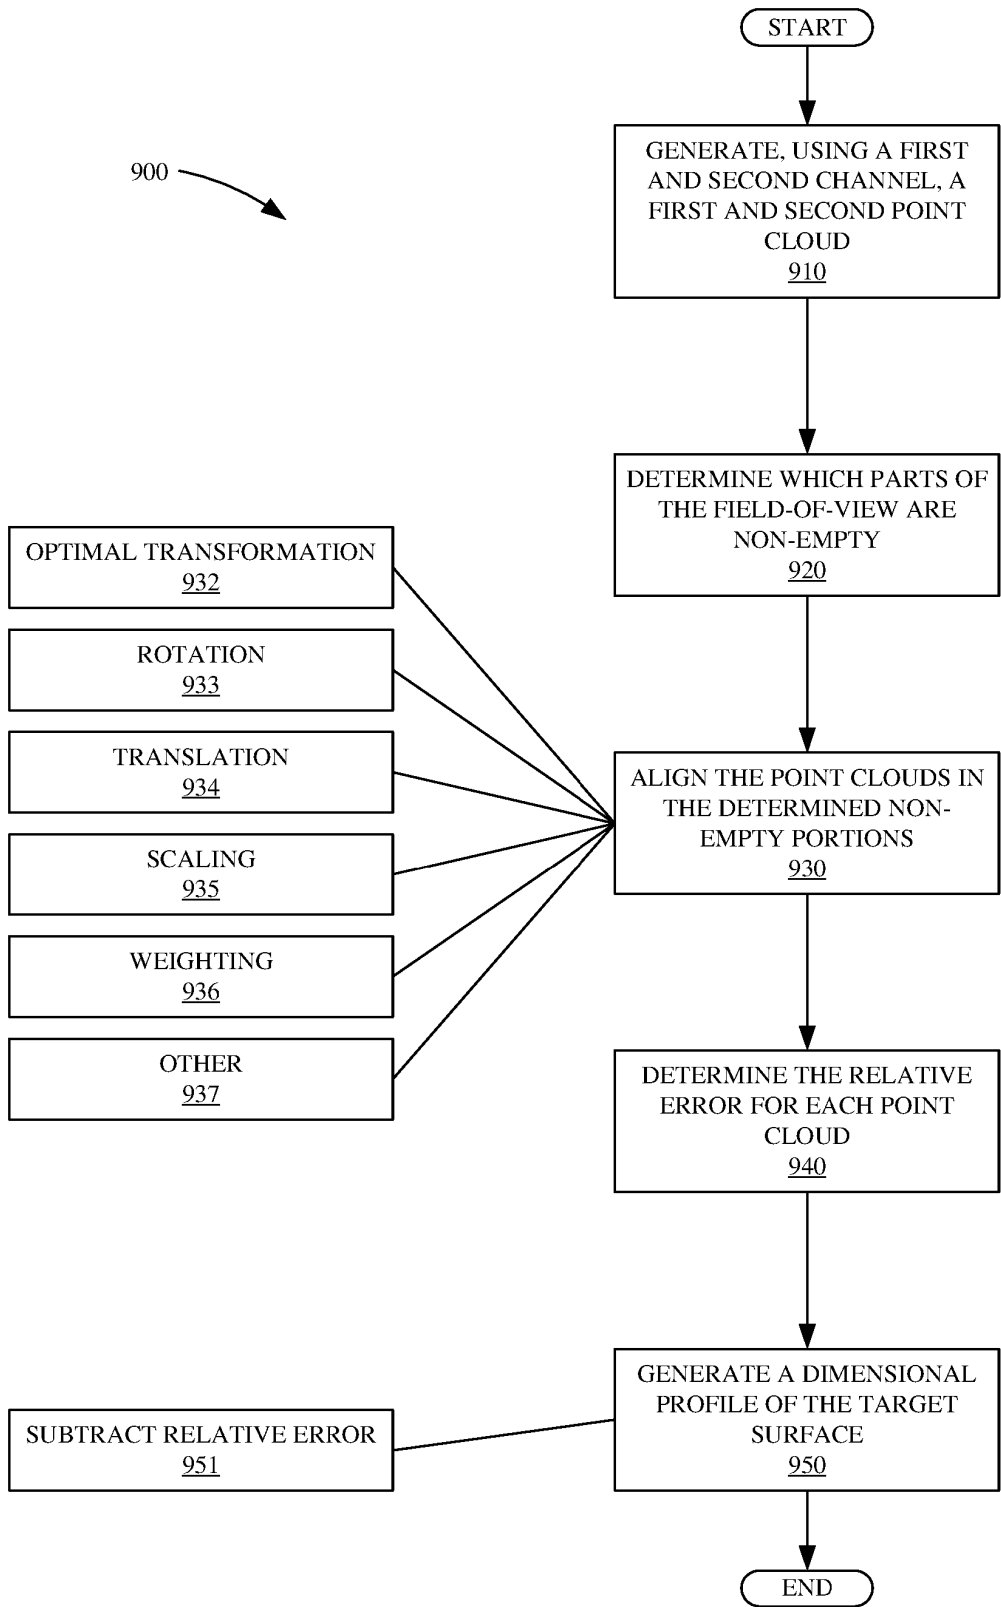 START
900
GENERATE, USING A FIRST
AND SECOND CHANNEL, A
FIRST AND SECOND POINT
CLOUD
910
DETERMINE WHICH PARTS OF
THE FIELD-OF-VIEW ARE
NON-EMPTY
920
OPTIMAL TRANSFORMATION
932
ROTATION
933
TRANSLATION
934
SCALING
935
WEIGHTING
936
OTHER
937
ALIGN THE POINT CLOUDS IN
THE DETERMINED NON-
EMPTY PORTIONS
930
DETERMINE THE RELATIVE
ERROR FOR EACH POINT
CLOUD
940
GENERATE A DIMENSIONAL
PROFILE OF THE TARGET
SURFACE
950
SUBTRACT RELATIVE ERROR
951
END